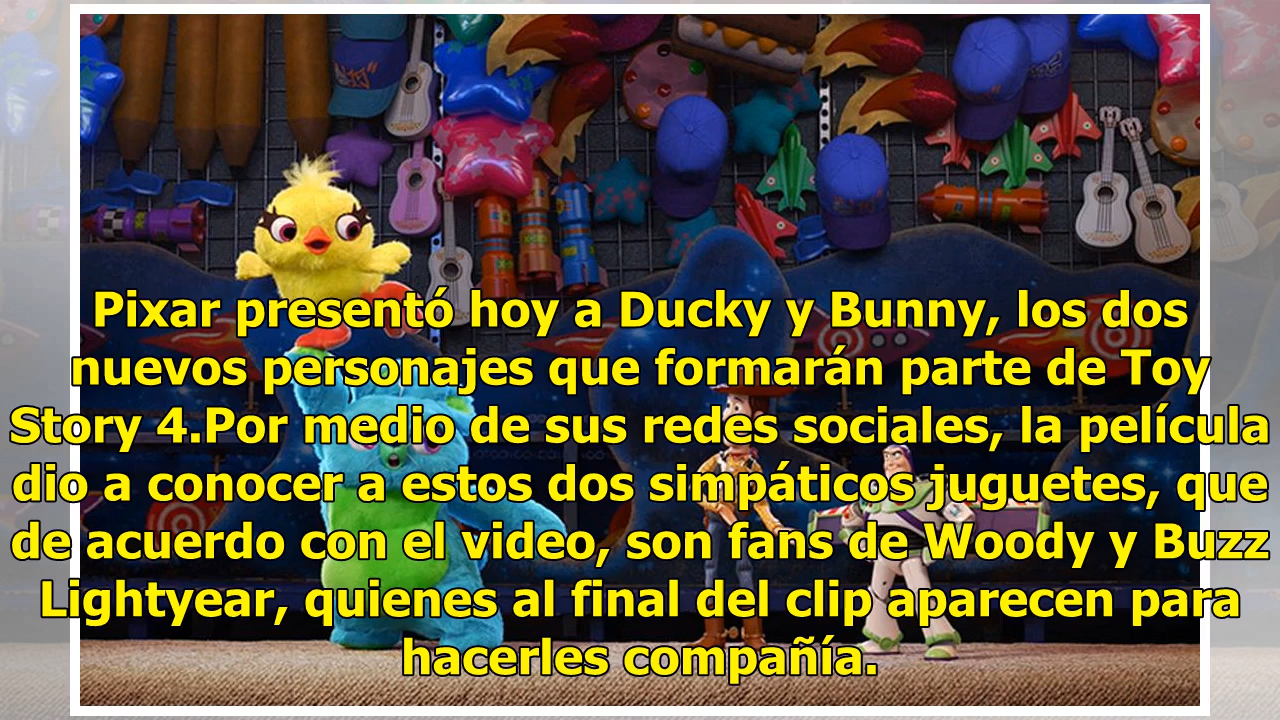 Pixar presentó hoy a Ducky y Bunny, los dos
nuevos personajes que formarán parte de Toy
Story 4.Por medio de sus redes sociales, la película
dio a conocer a estos dos simpáticos juguetes, que
de acuerdo con el video, son fans de Woody y Buzz
Lightyear, quienes al final del clip aparecen para
hacerles compañía.